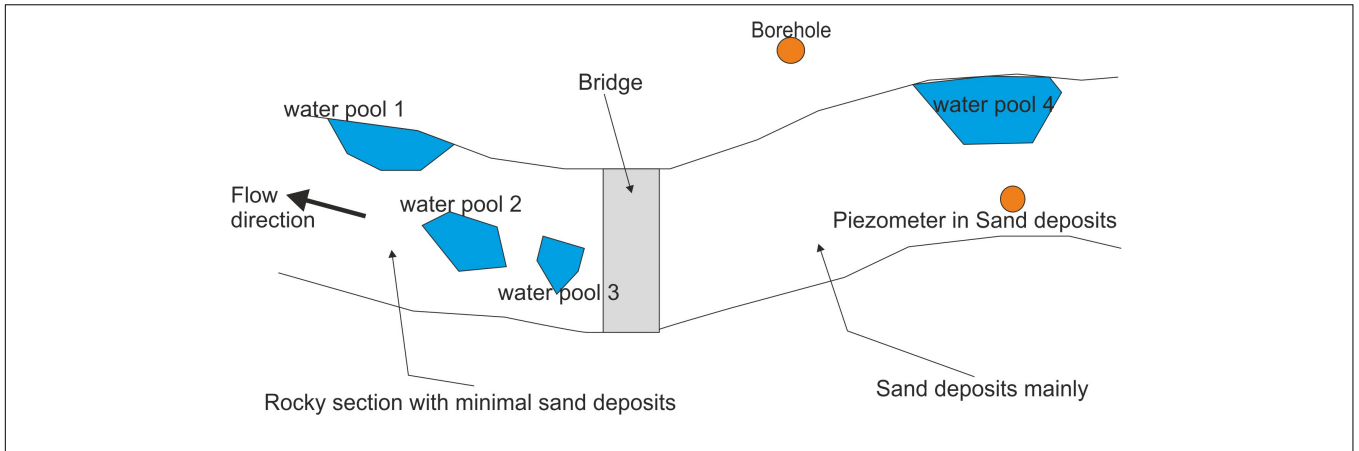 Borehole
Bridge
water pool 1
water pool 4
Flow
direction
water pool 2
Piezometer in Sand deposits
water pool 3
Sand deposits mainly
Rocky section with minimal sand deposits